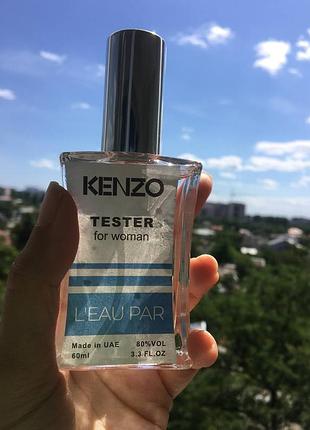 KENZO
TESTER
for woman
L'EAU PAR
Made in UAE 80%VOL
60ml 3.3 FL.OZ